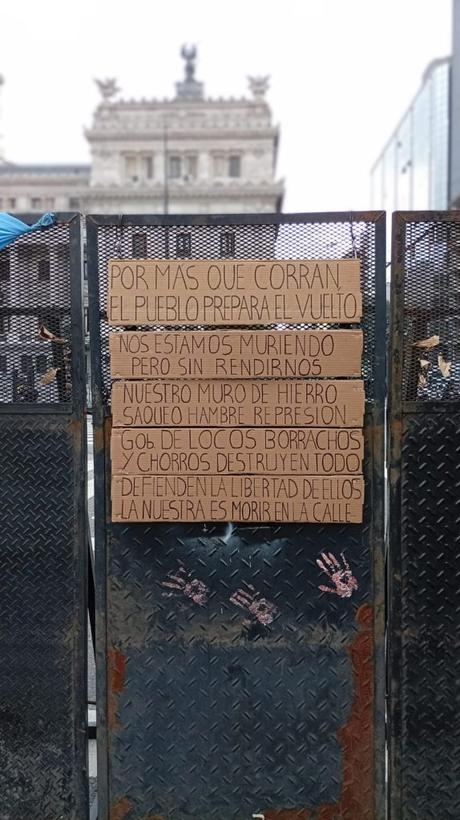 POR MÁS QUE CORRAN,
EL PUEBLO PREPARA EL VUELTO
NOS ESTAMOS MURIENDO
PERO SIN RENDIRNOS
NUESTRO MURO DE HIERRO
SAQUEO HAMBRE REPRESIÓN
GOb DE LOCOS BORRACHOS
Y CHORROS DESTRUYEN TODO
DEFIENDEN LA LIBERTAD DE ELLOS
LA NUESTRA ES MORIR EN LA CALLE